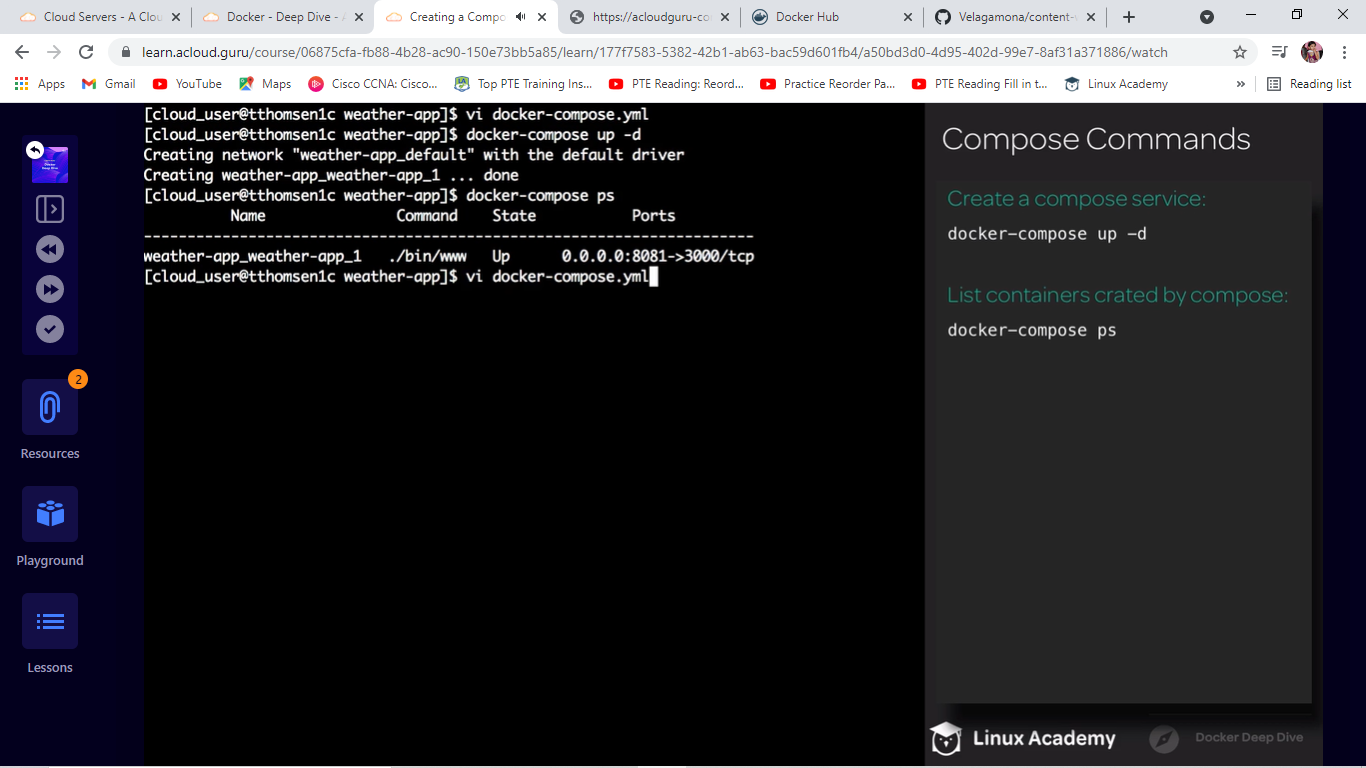 Cloud Servers - A Clou
Docker - Deep Dive - A
Creating a Compo
https://acloudguru-co
Docker Hub
Velagamona/content-
learn.acloud.guru/course/06875cfa-fb88-4b28-ac90-150e73bb5a85/learn/177f7583-5382-42b1-ab63-bac59d601fb4/a50bd3d0-4d95-402d-99e7-8af31a371886/watch
Apps
Gmail
YouTube
Maps
Cisco CCNA: Cisco...
Top PTE Training Ins...
PTE Reading: Reord...
Practice Reorder Pa...
PTE Reading Fill in t...
Linux Academy
»
Reading list
2
Resources
Playground
Lessons
[cloud_user@tthomsen1c weather-app]$ vi docker-compose.yml
[cloud_user@tthomsen1c weather-app]$ docker-compose up -d
Creating network "weather-app_default" with the default driver
Creating weather-app_weather-app_1 ... done
[cloud_user@tthomsen1c weather-app]$ docker-compose ps
Name Command State Ports
----------------------------------------------------------------------
weather-app_weather-app_1 ./bin/www Up 0.0.0.0:8081->3000/tcp
[cloud_user@tthomsen1c weather-app]$ vi docker-compose.yml
Compose Commands
Create a compose service:
docker-compose up -d
List containers crated by compose:
docker-compose ps
Linux Academy
Docker Deep Dive